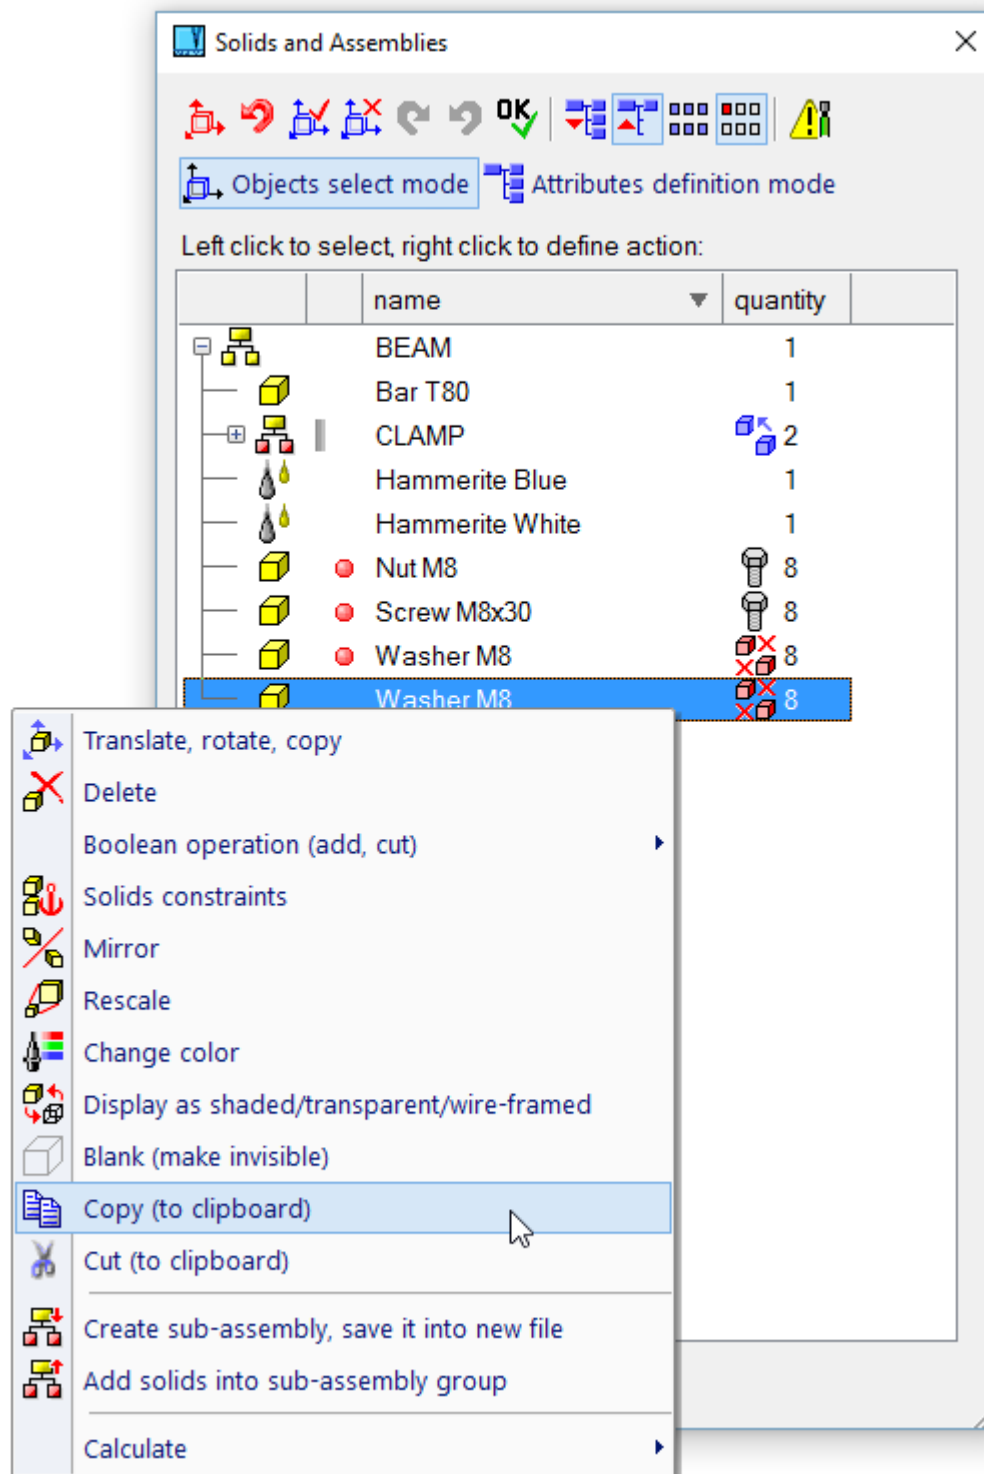 Solids and Assemblies
OK
Objects select mode Attributes definition mode
Left click to select, right click to define action:
name quantity
BEAM 1
Bar T80 1
CLAMP 2
Hammerite Blue 1
Hammerite White 1
Nut M8 8
Screw M8x30 8
Washer M8 8
Washer M8 8
Translate, rotate, copy
Delete
Boolean operation (add, cut)
Solids constraints
Mirror
Rescale
Change color
Display as shaded/transparent/wire-framed
Blank (make invisible)
Copy (to clipboard)
Cut (to clipboard)
Create sub-assembly, save it into new file
Add solids into sub-assembly group
Calculate